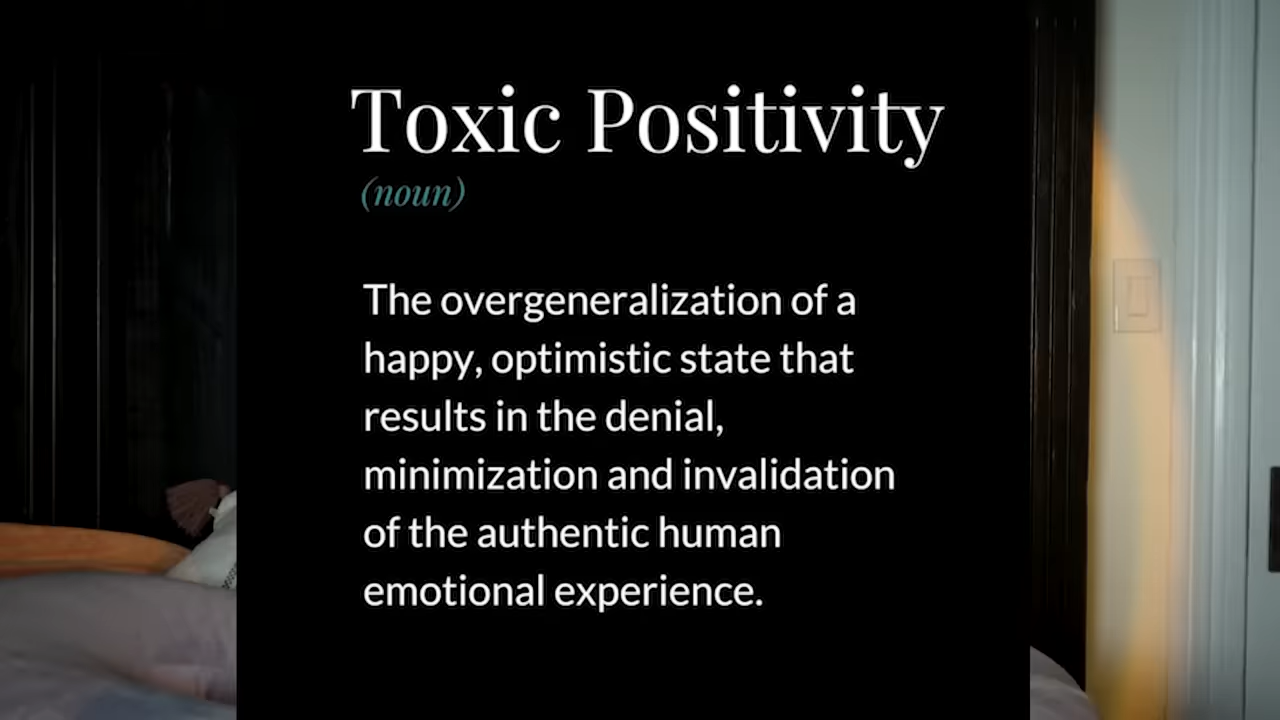 Toxic Positivity
(noun)
The overgeneralization of a
happy, optimistic state that
results in the denial,
minimization and invalidation
of the authentic human
emotional experience.